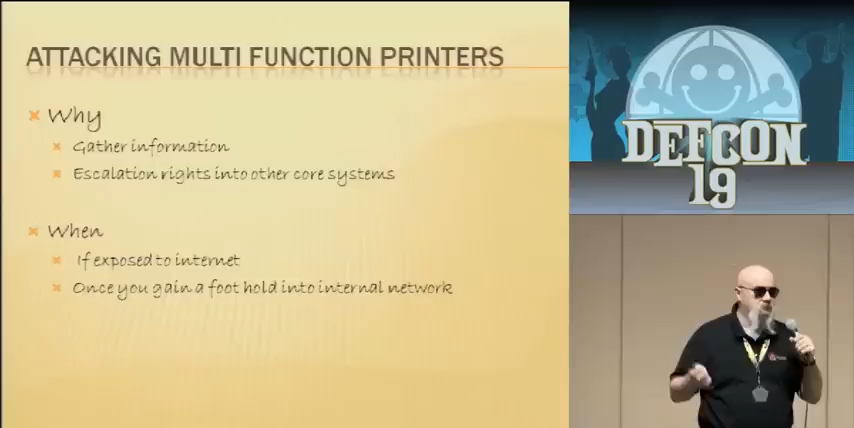 ATTACKING MULTI FUNCTION PRINTERS
Why
Gather information
Escalation rights into other core systems
When
If exposed to internet
Once you gain a foot hold into internal network
DEFCON
19